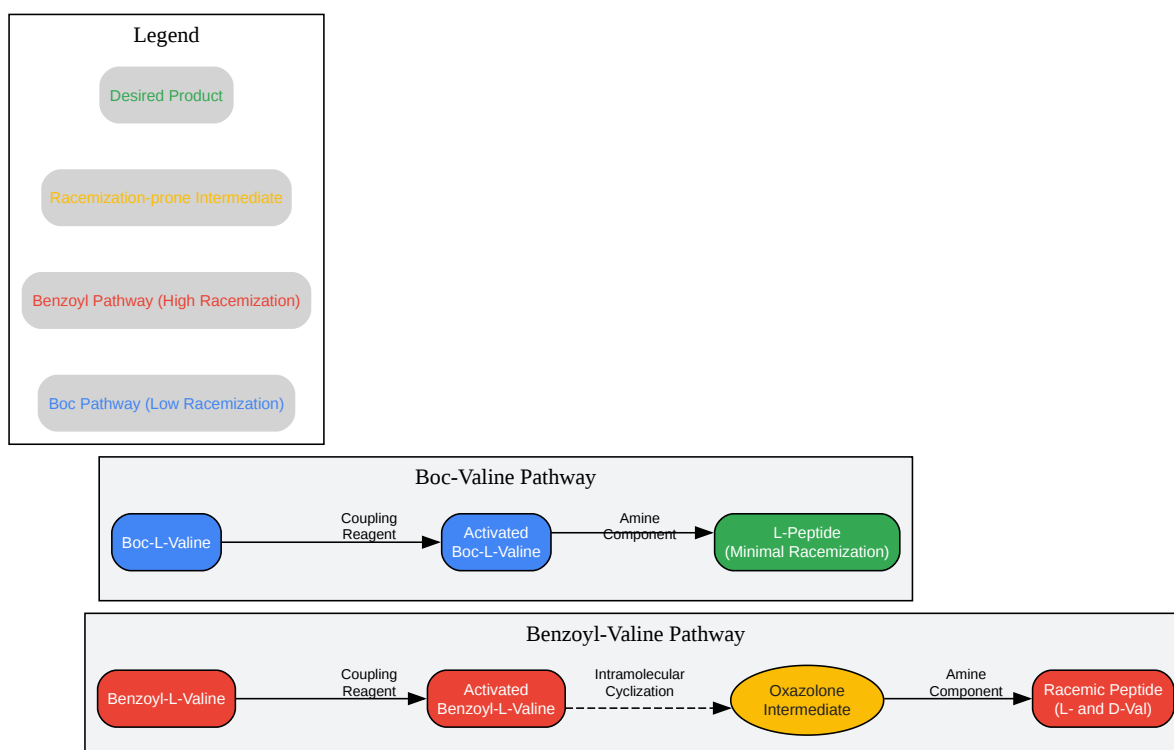 Legend
Desired Product
Racemization-prone Intermediate
Benzoyl Pathway (High Racemization)
Boc Pathway (Low Racemization)
Boc-Valine Pathway
Boc-L-Valine
Coupling
Reagent
Activated
Boc-L-Valine
Amine
Component
L-Peptide
(Minimal Racemization)
Benzoyl-Valine Pathway
Benzoyl-L-Valine
Coupling
Reagent
Activated
Benzoyl-L-Valine
Intramolecular
Cyclization
Oxazolone
Intermediate
Amine
Component
Racemic Peptide
(L- and D-Val)